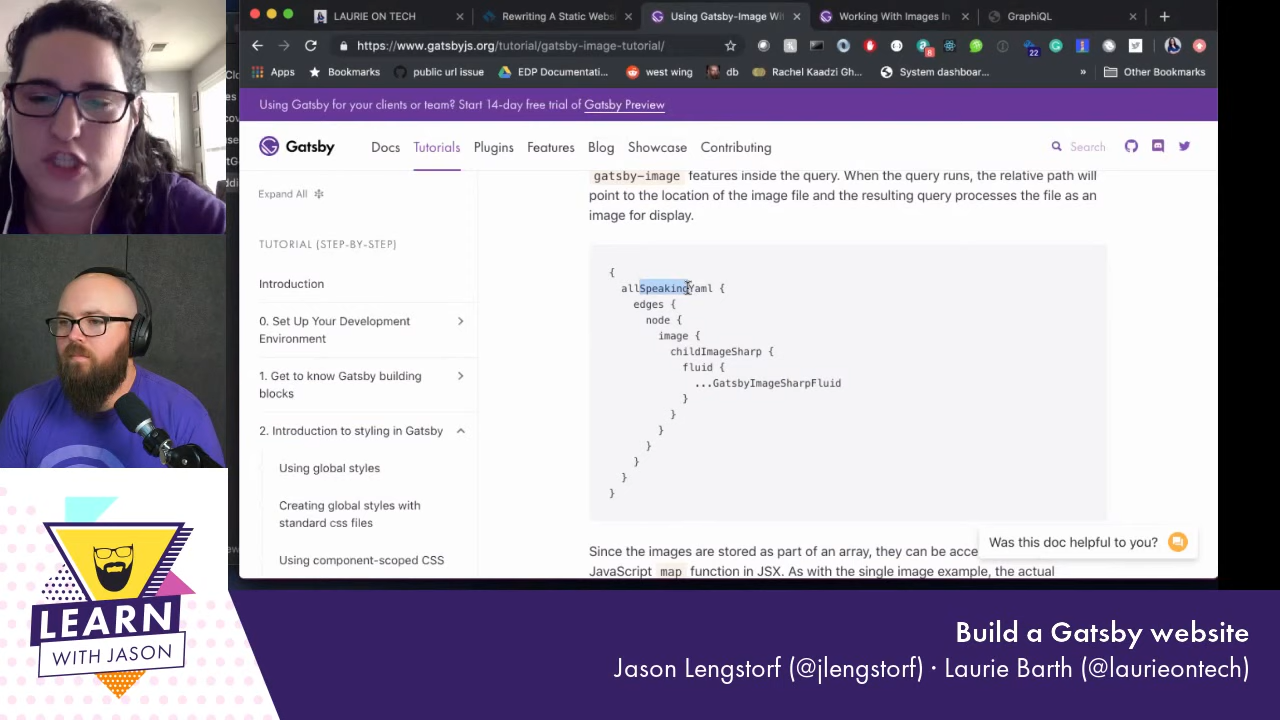 LAURIE ON TECH
Rewriting A Static Webs
Using Gatsby-Image Wi
Working With Images In
GraphiQL
https://www.gatsbyjs.org/tutorial/gatsby-image-tutorial/
8
22
Apps
Bookmarks
public url issue
EDP Documentati...
west wing
db
Rachel Kaadzi Gh...
System dashboar...
»
Other Bookmarks
Using Gatsby for your clients or team? Start 14-day free trial of Gatsby Preview
Gatsby
Docs
Tutorials
Plugins
Features
Blog
Showcase
Contributing
Search
Expand All
TUTORIAL (STEP-BY-STEP)
Introduction
0. Set Up Your Development
Environment
1. Get to know Gatsby building
blocks
2. Introduction to styling in Gatsby
Using global styles
Creating global styles with
standard css files
Using component-scoped CSS
gatsby-image features inside the query. When the query runs, the relative path will
point to the location of the image file and the resulting query processes the file as an
image for display.
{
allSpeakingYaml {
edges {
node {
image {
childImageSharp {
fluid {
...GatsbyImageSharpFluid
}
}
}
}
}
}
}
Since the images are stored as part of an array, they can be acce
JavaScript map function in JSX. As with the single image example, the actual
Was this doc helpful to you?
LEARN
WITH JASON
Build a Gatsby website
Jason Lengstorf (@jlengstorf) · Laurie Barth (@laurieontech)